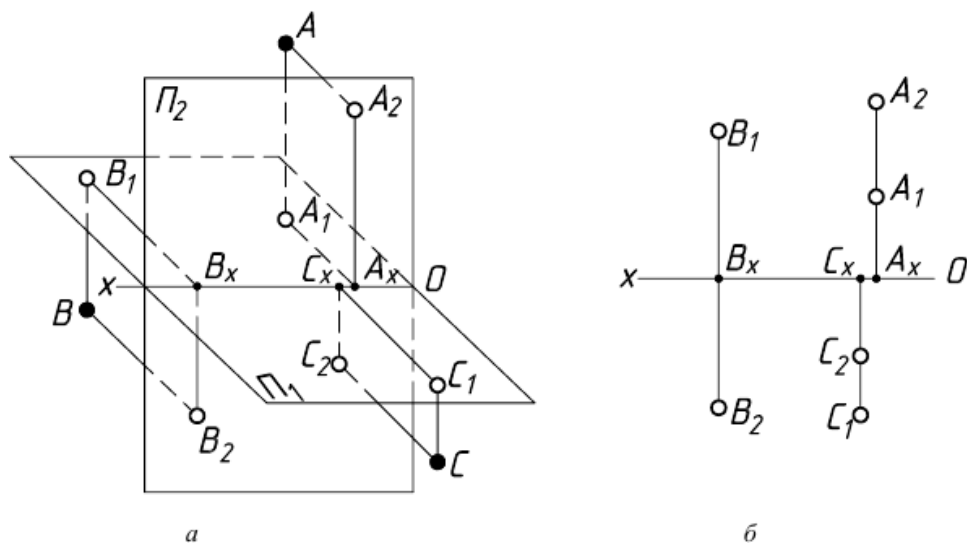 A
П₂
A₂
B₁
A₁
x
Bₓ
Cₓ
Aₓ
O
B
C₂
C₁
П₁
B₂
C
а
A₂
B₁
A₁
x
Bₓ
Cₓ
Aₓ
O
C₂
B₂
C₁
б